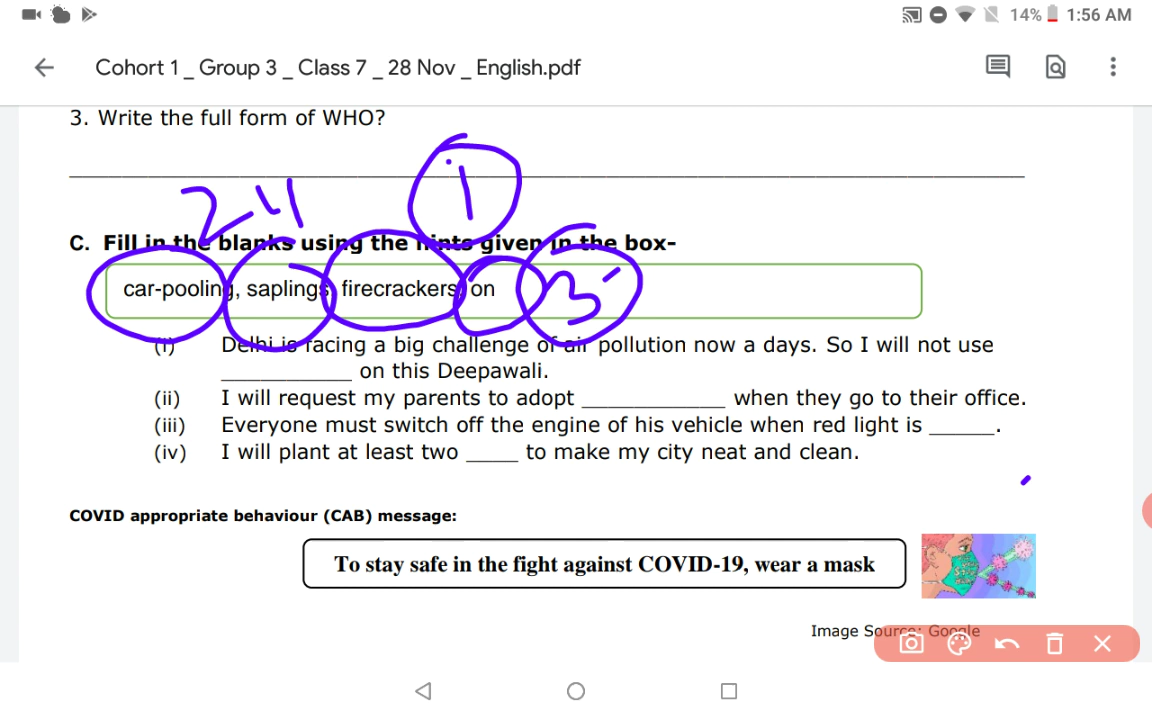 14% 1:56 AM
Cohort 1 _ Group 3 _ Class 7 _ 28 Nov _ English.pdf
3. Write the full form of WHO?
i
2-ii
C. Fill in the blanks using the hints given in the box-
car-pooling, saplings, firecrackers, on
3
(i) Delhi is facing a big challenge of air pollution now a days. So I will not use
____________ on this Deepawali.
(ii) I will request my parents to adopt _____________ when they go to their office.
(iii) Everyone must switch off the engine of his vehicle when red light is ______.
(iv) I will plant at least two _____ to make my city neat and clean.
COVID appropriate behaviour (CAB) message:
To stay safe in the fight against COVID-19, wear a mask
Image Source: Google